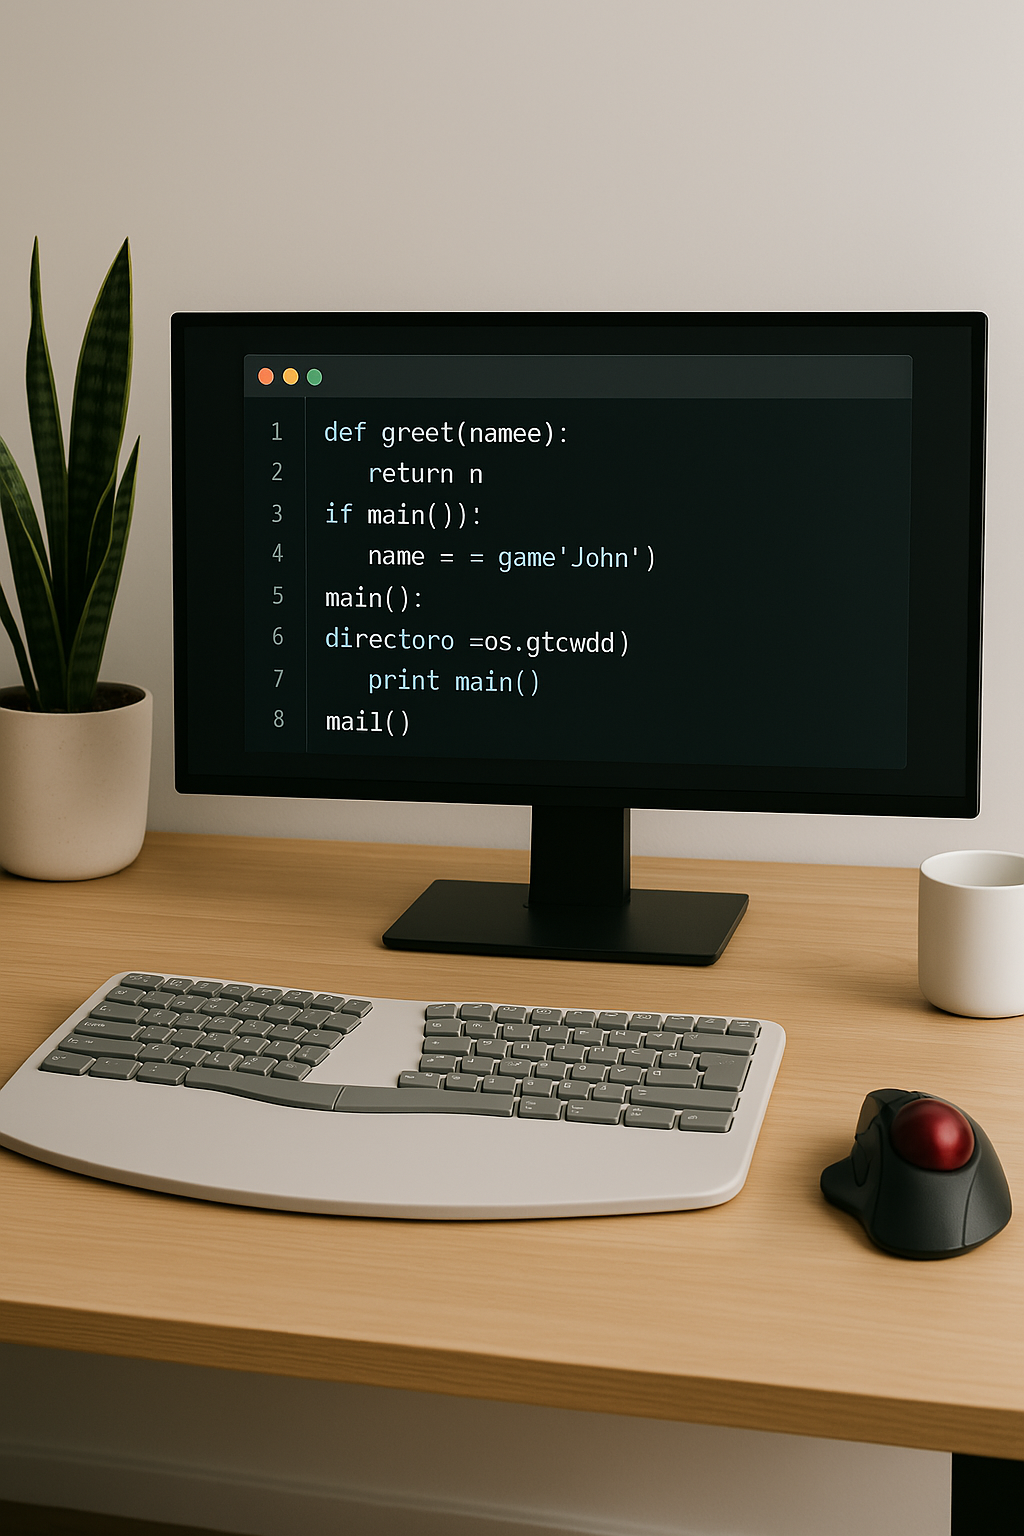 1 def greet(namee):
2 return n
3 if main()):
4 name = = game'John')
5 main():
6 directoro =os.gtcwdd)
7 print main()
8 mail()